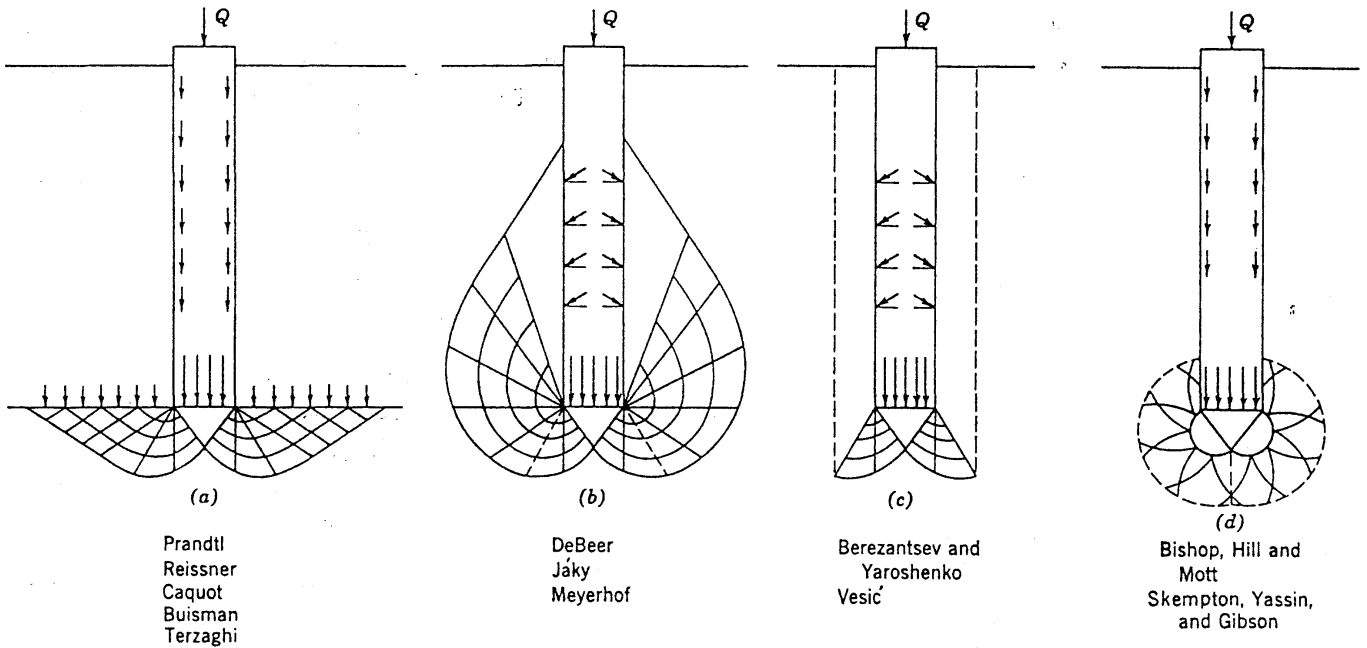 Q
Q
Q
Q
(a)
(b)
(c)
(d)
Prandtl
Reissner
Caquot
Buisman
Terzaghi
DeBeer
Jáky
Meyerhof
Berezantsev and
Yaroshenko
Vesić
Bishop, Hill and
Mott
Skempton, Yassin,
and Gibson